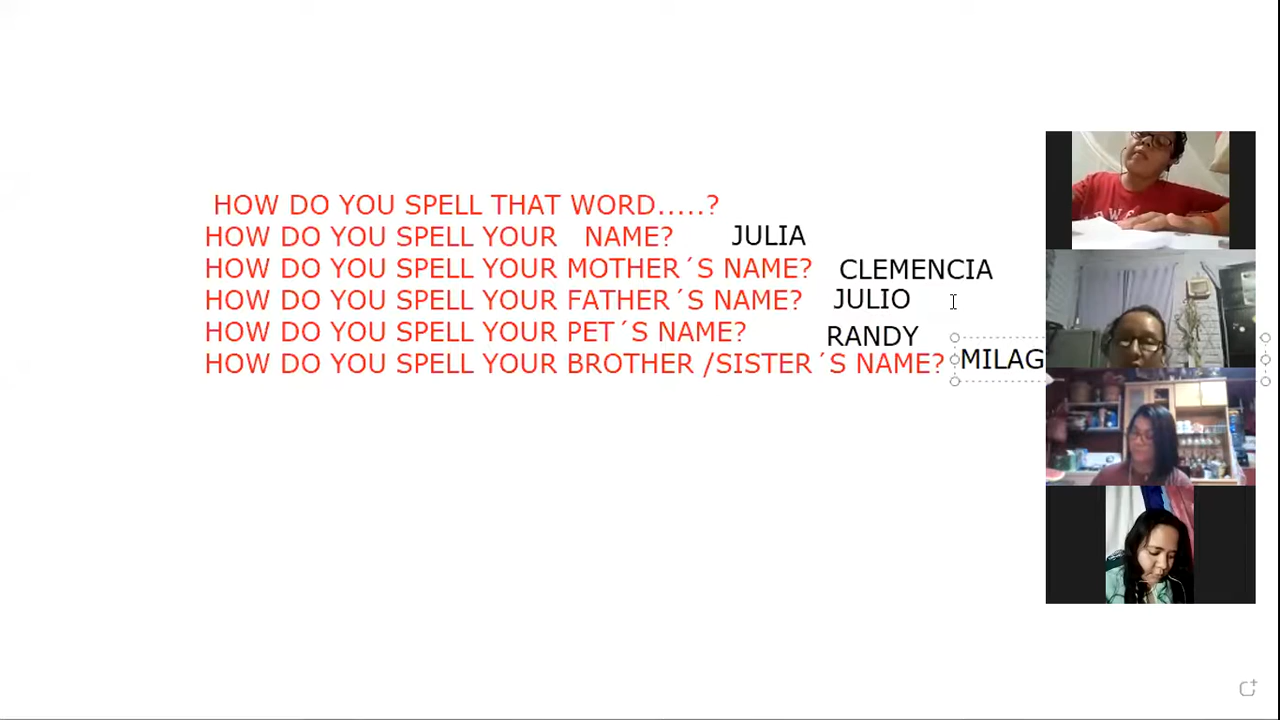 HOW DO YOU SPELL THAT WORD.....?
HOW DO YOU SPELL YOUR NAME? JULIA
HOW DO YOU SPELL YOUR MOTHER´S NAME? CLEMENCIA
HOW DO YOU SPELL YOUR FATHER´S NAME? JULIO
HOW DO YOU SPELL YOUR PET´S NAME? RANDY
HOW DO YOU SPELL YOUR BROTHER /SISTER´S NAME? MILAG